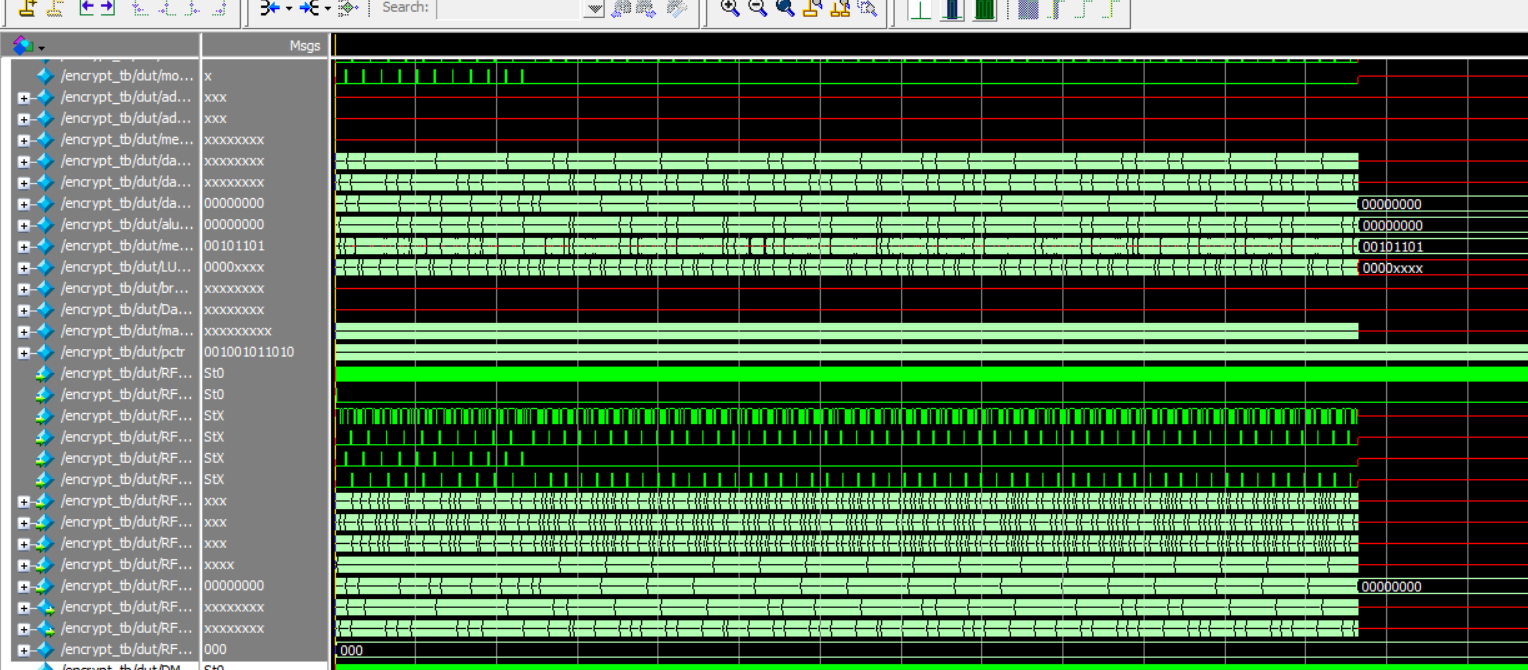 Search:
Msgs
/encrypt_tb/dut/mo... x
/encrypt_tb/dut/ad... xxx
/encrypt_tb/dut/ad... xxx
/encrypt_tb/dut/me... xxxxxxxx
/encrypt_tb/dut/da... xxxxxxxx
/encrypt_tb/dut/da... xxxxxxxx
/encrypt_tb/dut/da... 00000000 00000000
/encrypt_tb/dut/alu... 00000000 00000000
/encrypt_tb/dut/me... 00101101 00101101
/encrypt_tb/dut/LU... 0000xxxx 0000xxxx
/encrypt_tb/dut/br... xxxxxxxx
/encrypt_tb/dut/Da... xxxxxxxx
/encrypt_tb/dut/ma... xxxxxxxxx
/encrypt_tb/dut/pctr 001001011010
/encrypt_tb/dut/RF... St0
/encrypt_tb/dut/RF... St0
/encrypt_tb/dut/RF... StX
/encrypt_tb/dut/RF... StX
/encrypt_tb/dut/RF... StX
/encrypt_tb/dut/RF... StX
/encrypt_tb/dut/RF... xxx
/encrypt_tb/dut/RF... xxx
/encrypt_tb/dut/RF... xxx
/encrypt_tb/dut/RF... xxxx
/encrypt_tb/dut/RF... 00000000 00000000
/encrypt_tb/dut/RF... xxxxxxxx
/encrypt_tb/dut/RF... xxxxxxxx
/encrypt_tb/dut/RF... 000 000
/encrypt_tb/dut/DM... St0